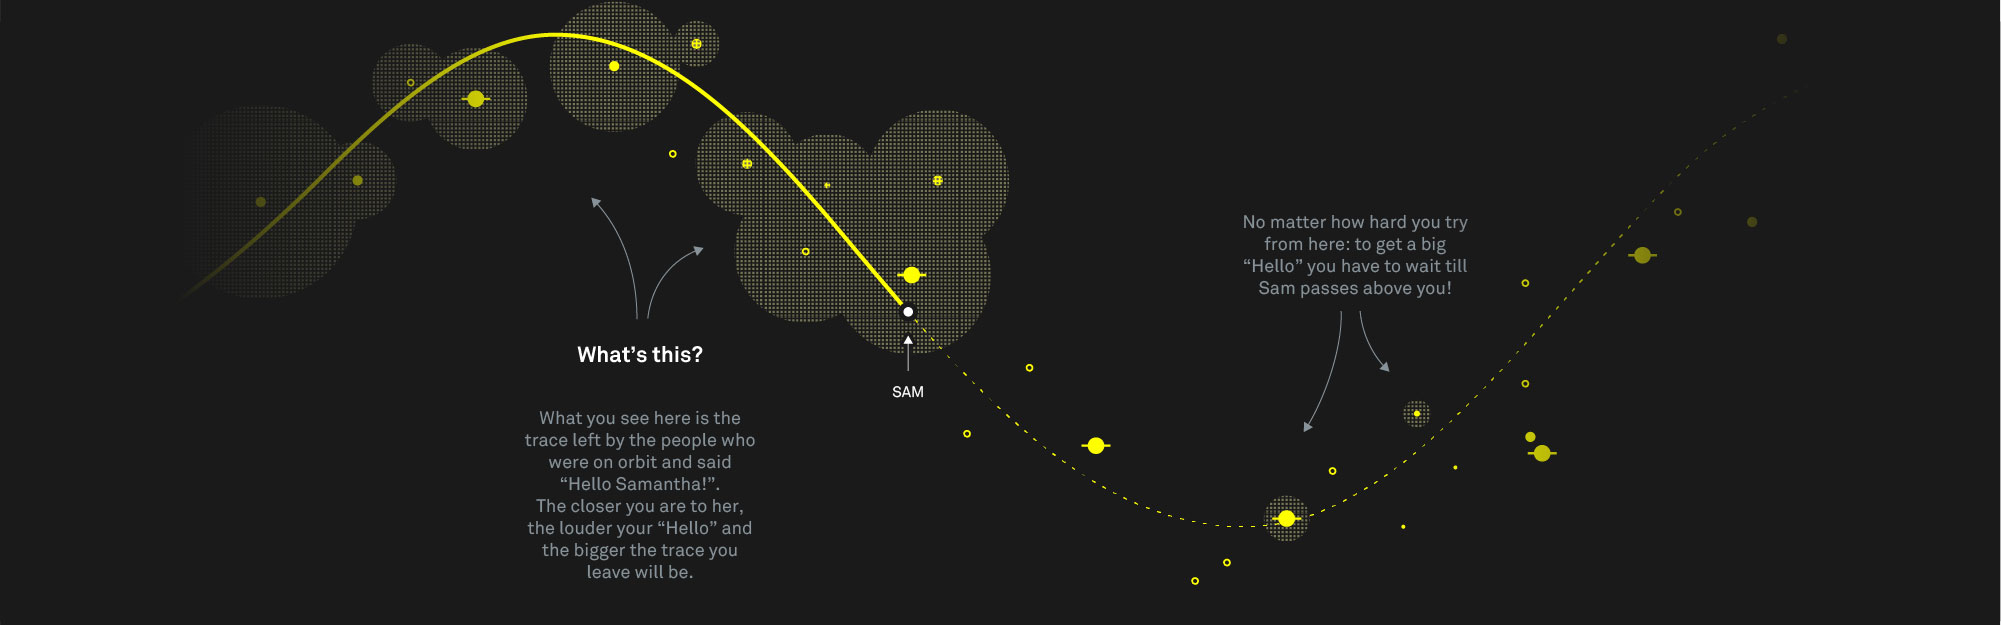 What's this?
What you see here is the
trace left by the people who
were on orbit and said
“Hello Samantha!”.
The closer you are to her,
the louder your “Hello” and
the bigger the trace you
leave will be.
SAM
No matter how hard you try
from here: to get a big
“Hello” you have to wait till
Sam passes above you!